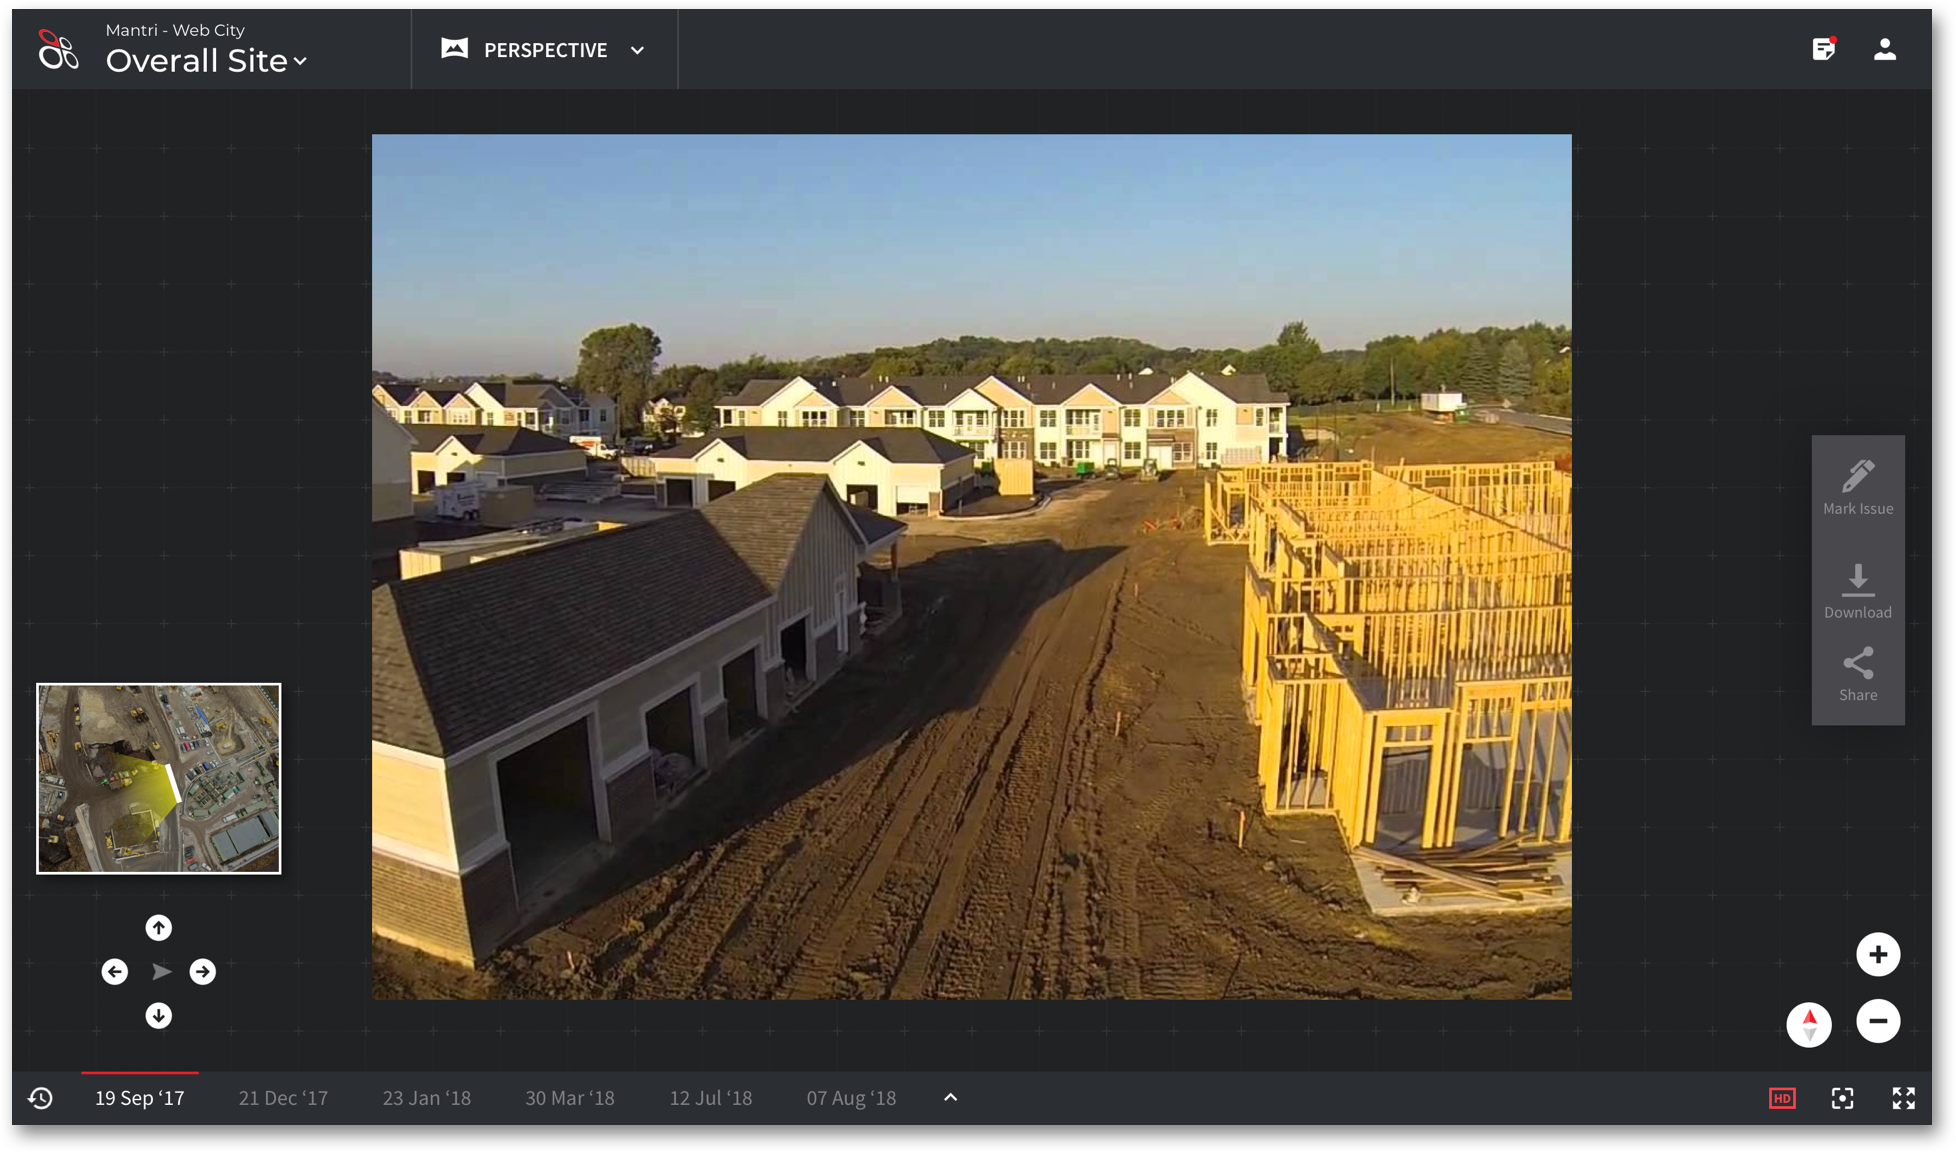 Mantri - Web City
Overall Site
PERSPECTIVE
Mark Issue
Download
Share
19 Sep ‘17
21 Dec ‘17
23 Jan ‘18
30 Mar ‘18
12 Jul ‘18
07 Aug ‘18
HD